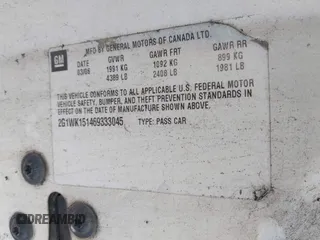 GM
MFD BY GENERAL MOTORS OF CANADA LTD
DATE GVWR GAWR FRT GAWR RR
03/06 1991 KG 1092 KG 899 KG
4389 LB 2408 LB 1981 LB
THIS VEHICLE CONFORMS TO ALL APPLICABLE U.S. FEDERAL MOTOR
VEHICLE SAFETY, BUMPER, AND THEFT PREVENTION STANDARDS IN
EFFECT ON THE DATE OF MANUFACTURE SHOWN ABOVE.
2G1WK151469333045 TYPE: PASS CAR
DREAMBID